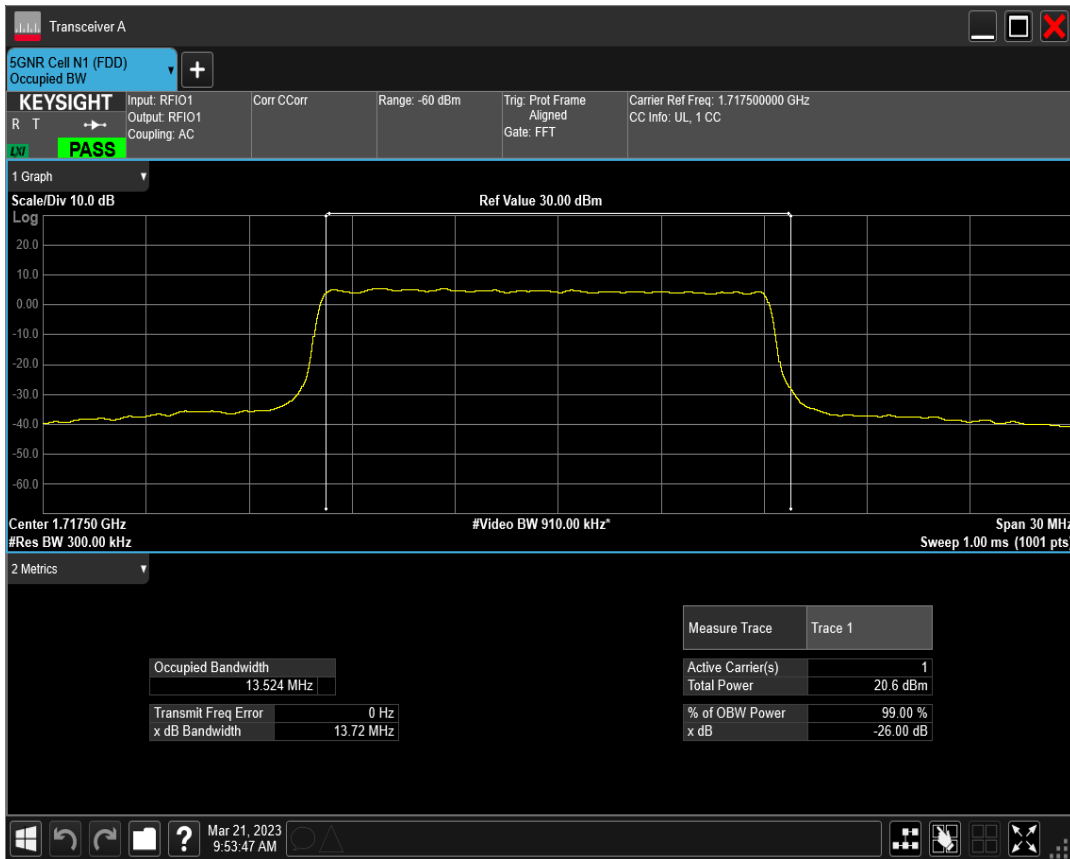 Transceiver A
5GNR Cell N1 (FDD)
Occupied BW
+
KEYSIGHT
R T
LXI
PASS
Input: RFIO1
Output: RFIO1
Coupling: AC
Corr CCorr
Range: -60 dBm
Trig: Prot Frame
Aligned
Gate: FFT
Carrier Ref Freq: 1.717500000 GHz
CC Info: UL, 1 CC
1 Graph
Scale/Div 10.0 dB
Ref Value 30.00 dBm
Log
20.0
10.0
0.00
-10.0
-20.0
-30.0
-40.0
-50.0
-60.0
Center 1.71750 GHz
#Video BW 910.00 kHz*
Span 30 MHz
#Res BW 300.00 kHz
Sweep 1.00 ms (1001 pts)
2 Metrics
Measure Trace Trace 1
Occupied Bandwidth
13.524 MHz
Active Carrier(s) 1
Total Power 20.6 dBm
Transmit Freq Error 0 Hz
x dB Bandwidth 13.72 MHz
% of OBW Power 99.00 %
x dB -26.00 dB
?
Mar 21, 2023
9:53:47 AM